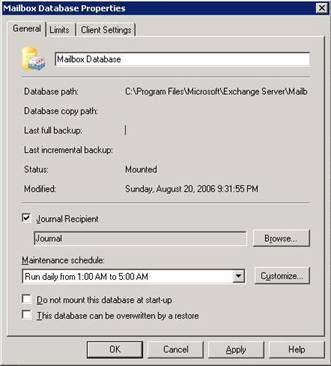 Mailbox Database Properties
General Limits Client Settings
Mailbox Database
Database path: C:\Program Files\Microsoft\Exchange Server\Mailb
Database copy path:
Last full backup:
Last incremental backup:
Status: Mounted
Modified: Sunday, August 20, 2006 9:31:55 PM
Journal Recipient
Journal Browse...
Maintenance schedule:
Run daily from 1:00 AM to 5:00 AM Customize...
Do not mount this database at start-up
This database can be overwritten by a restore
OK Cancel Apply Help